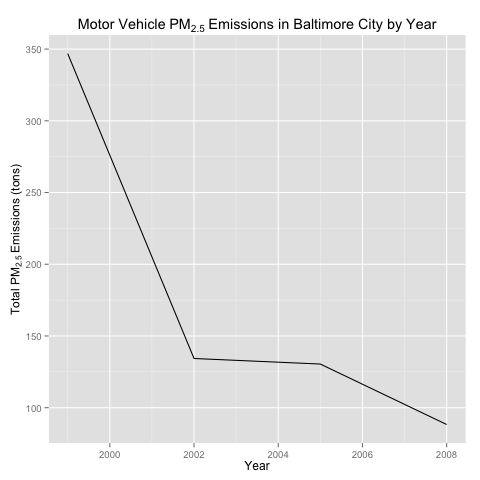 Motor Vehicle PM2.5 Emissions in Baltimore City by Year
350
300
250
200
150
100
Total PM2.5 Emissions (tons)
2000 2002 2004 2006 2008
Year